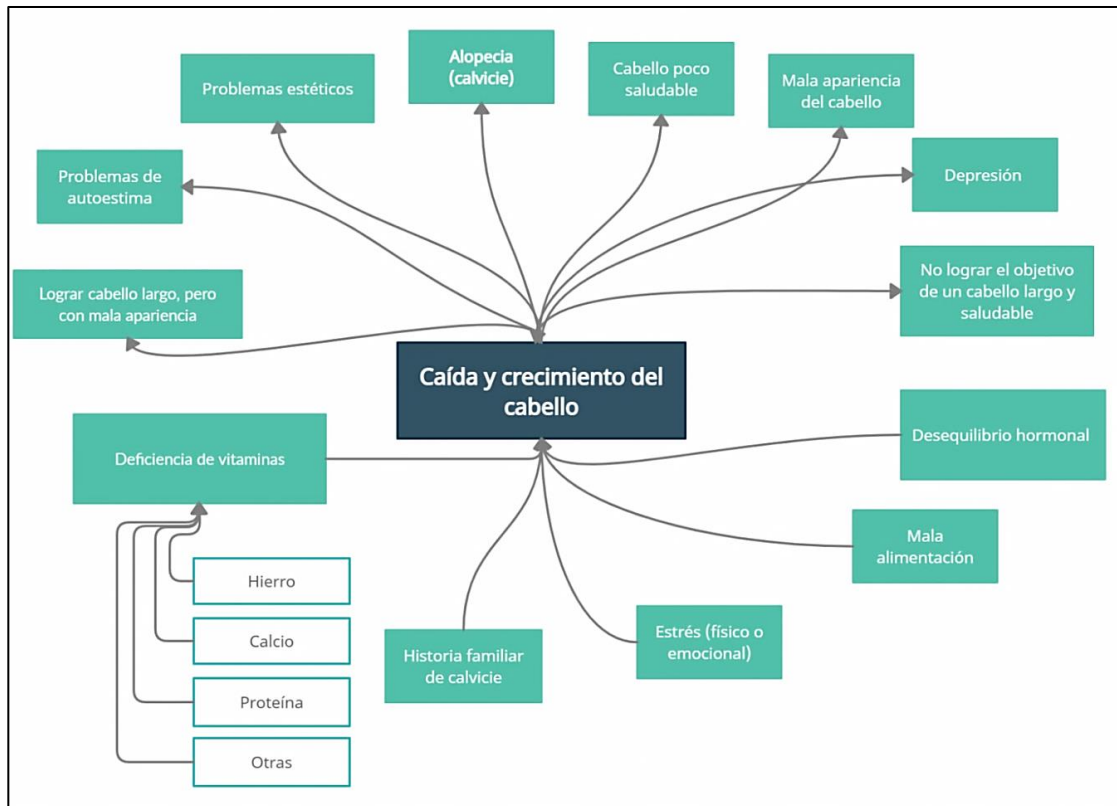 Alopecia
(calvicie)
Cabello poco
saludable
Mala apariencia
del cabello
Problemas estéticos
Depresión
Problemas de
autoestima
No lograr el objetivo
de un cabello largo y
saludable
Lograr cabello largo, pero
con mala apariencia
Caída y crecimiento del
cabello
Deficiencia de vitaminas
Desequilibrio hormonal
Mala
alimentación
Hierro
Calcio
Estrés (físico o
emocional)
Historia familiar
de calvicie
Proteína
Otras